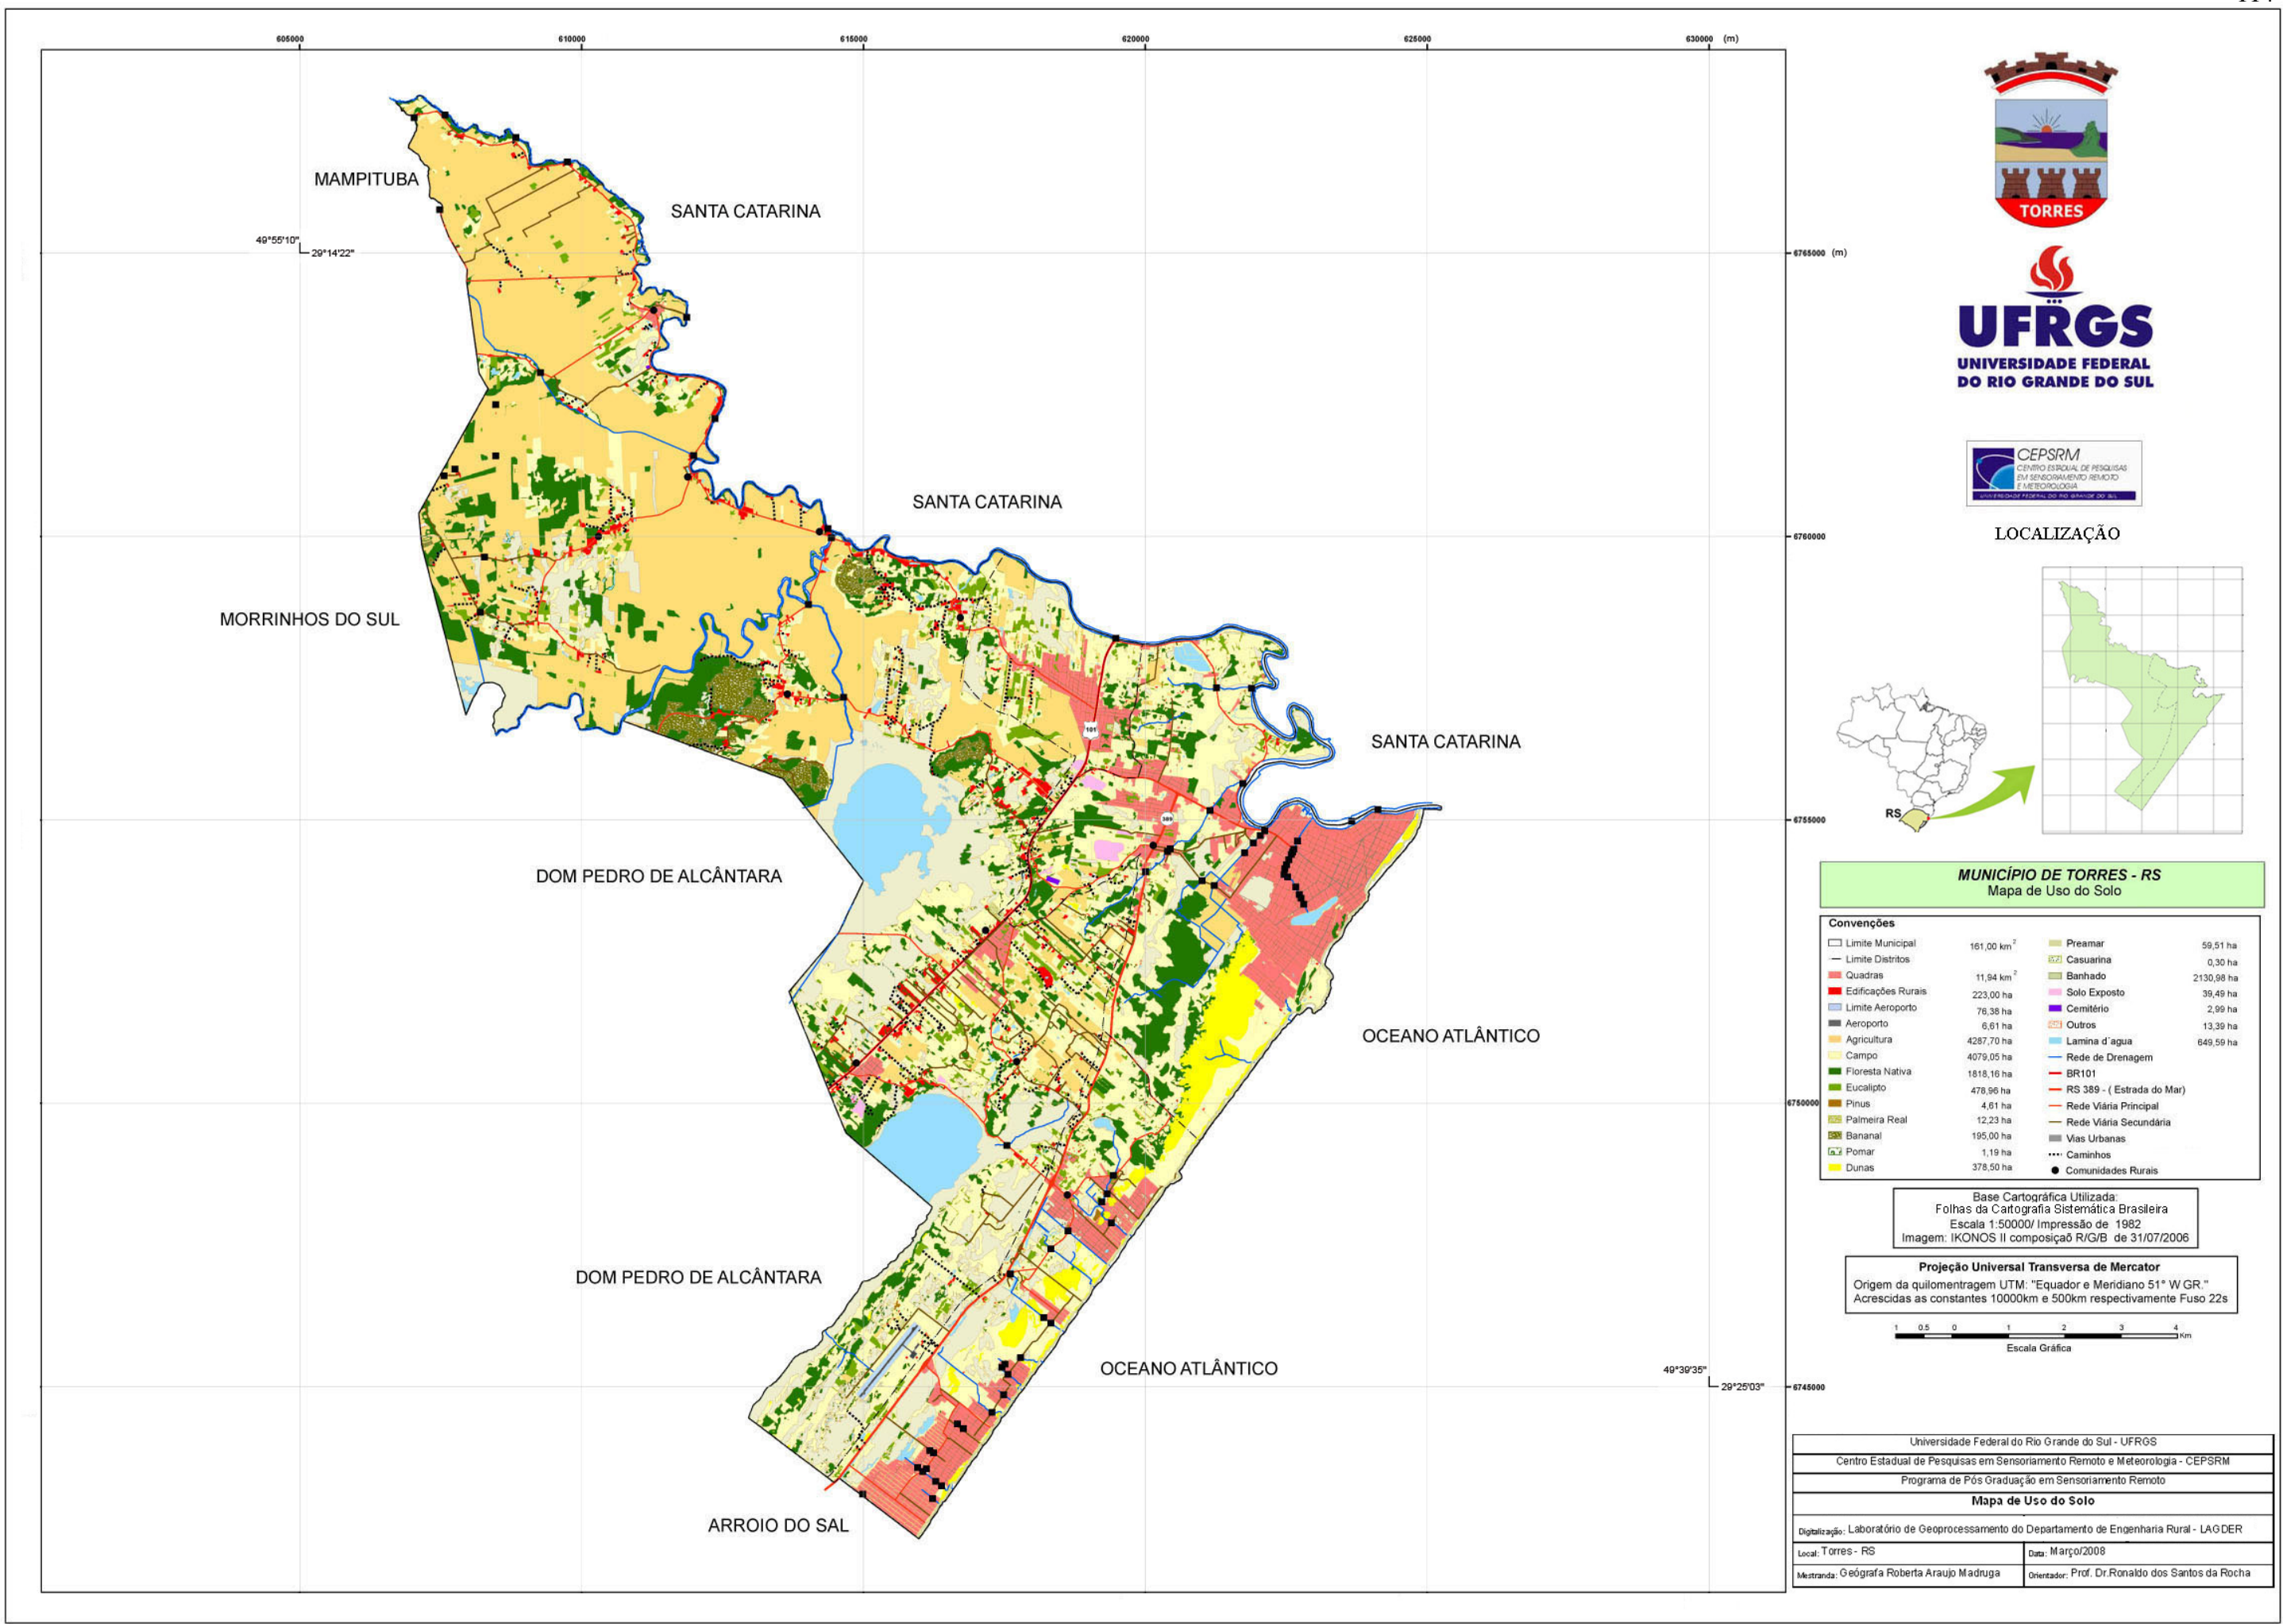 605000
610000
615000
620000
625000
630000 (m)
MAMPITUBA
SANTA CATARINA
49°55'10"
29°14'22"
6765000 (m)
SANTA CATARINA
6760000
MORRINHOS DO SUL
101
SANTA CATARINA
389
6755000
DOM PEDRO DE ALCÂNTARA
OCEANO ATLÂNTICO
6750000
DOM PEDRO DE ALCÂNTARA
OCEANO ATLÂNTICO
49°39'35"
29°25'03"
6745000
ARROIO DO SAL
TORRES
UFRGS
UNIVERSIDADE FEDERAL
DO RIO GRANDE DO SUL
CEPSRM
CENTRO ESTADUAL DE PESQUISAS
EM SENSORIAMENTO REMOTO
E METEOROLOGIA
UNIVERSIDADE FEDERAL DO RIO GRANDE DO SUL
LOCALIZAÇÃO
RS
MUNICÍPIO DE TORRES - RS
Mapa de Uso do Solo
Convenções
Limite Municipal 161,00 km²
Limite Distritos
Quadras 11,94 km²
Edificações Rurais 223,00 ha
Limite Aeroporto 76,38 ha
Aeroporto 6,61 ha
Agricultura 4287,70 ha
Campo 4079,05 ha
Floresta Nativa 1818,16 ha
Eucalipto 478,96 ha
Pinus 4,61 ha
Palmeira Real 12,23 ha
Bananal 195,00 ha
Pomar 1,19 ha
Dunas 378,50 ha
Preamar 59,51 ha
Casuarina 0,30 ha
Banhado 2130,98 ha
Solo Exposto 39,49 ha
Cemitério 2,99 ha
Outros 13,39 ha
Lamina d´agua 649,59 ha
Rede de Drenagem
BR101
RS 389 - ( Estrada do Mar)
Rede Viária Principal
Rede Viária Secundária
Vias Urbanas
Caminhos
Comunidades Rurais
Base Cartográfica Utilizada:
Folhas da Cartografia Sistemática Brasileira
Escala 1:50000/ Impressão de 1982
Imagem: IKONOS II composiçaõ R/G/B de 31/07/2006
Projeção Universal Transversa de Mercator
Origem da quilomentragem UTM: "Equador e Meridiano 51° W GR."
Acrescidas as constantes 10000km e 500km respectivamente Fuso 22s
1 0.5 0 1 2 3 4
Km
Escala Gráfica
Universidade Federal do Rio Grande do Sul - UFRGS
Centro Estadual de Pesquisas em Sensoriamento Remoto e Meteorologia - CEPSRM
Programa de Pós Graduação em Sensoriamento Remoto
Mapa de Uso do Solo
Digitalização: Laboratório de Geoprocessamento do Departamento de Engenharia Rural - LAGDER
Local: Torres - RS
Data: Março/2008
Mestranda: Geógrafa Roberta Araujo Madruga
Orientador: Prof. Dr.Ronaldo dos Santos da Rocha